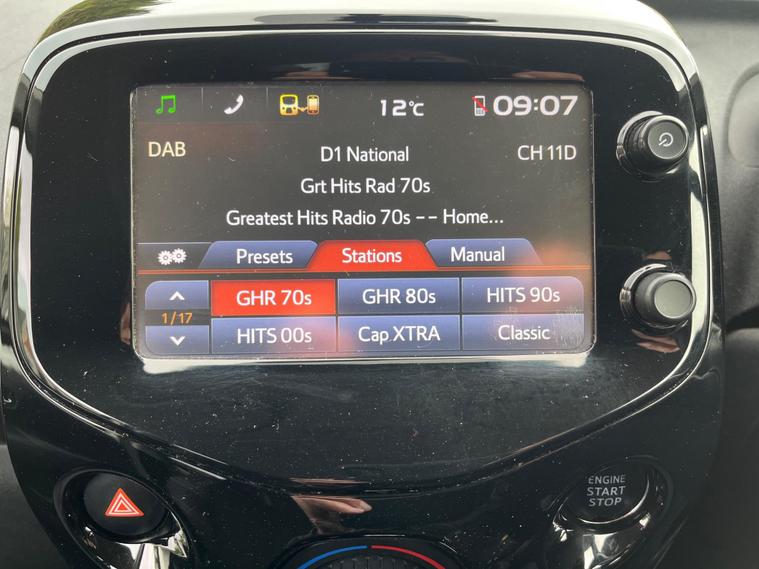 12°C 09:07
DAB D1 National CH 11D
Grt Hits Rad 70s
Greatest Hits Radio 70s -- Home...
Presets Stations Manual
GHR 70s GHR 80s HITS 90s
1/17
HITS 00s Cap XTRA Classic
ENGINE
START
STOP